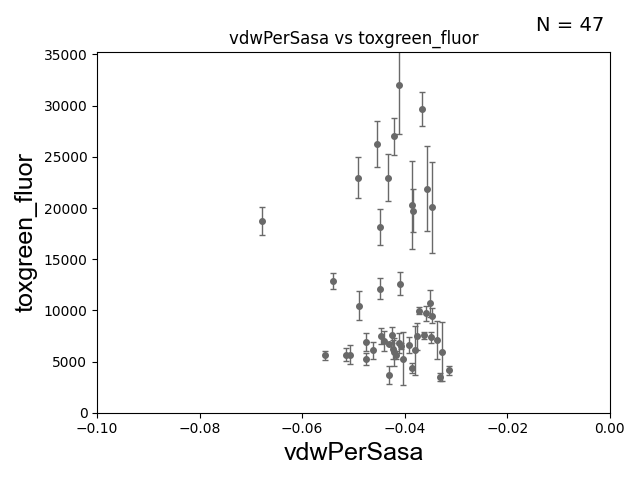 N = 47
vdwPerSasa vs toxgreen_fluor
35000
30000
25000
20000
15000
10000
5000
0
toxgreen_fluor
−0.10 −0.08 −0.06 −0.04 −0.02 0.00
vdwPerSasa